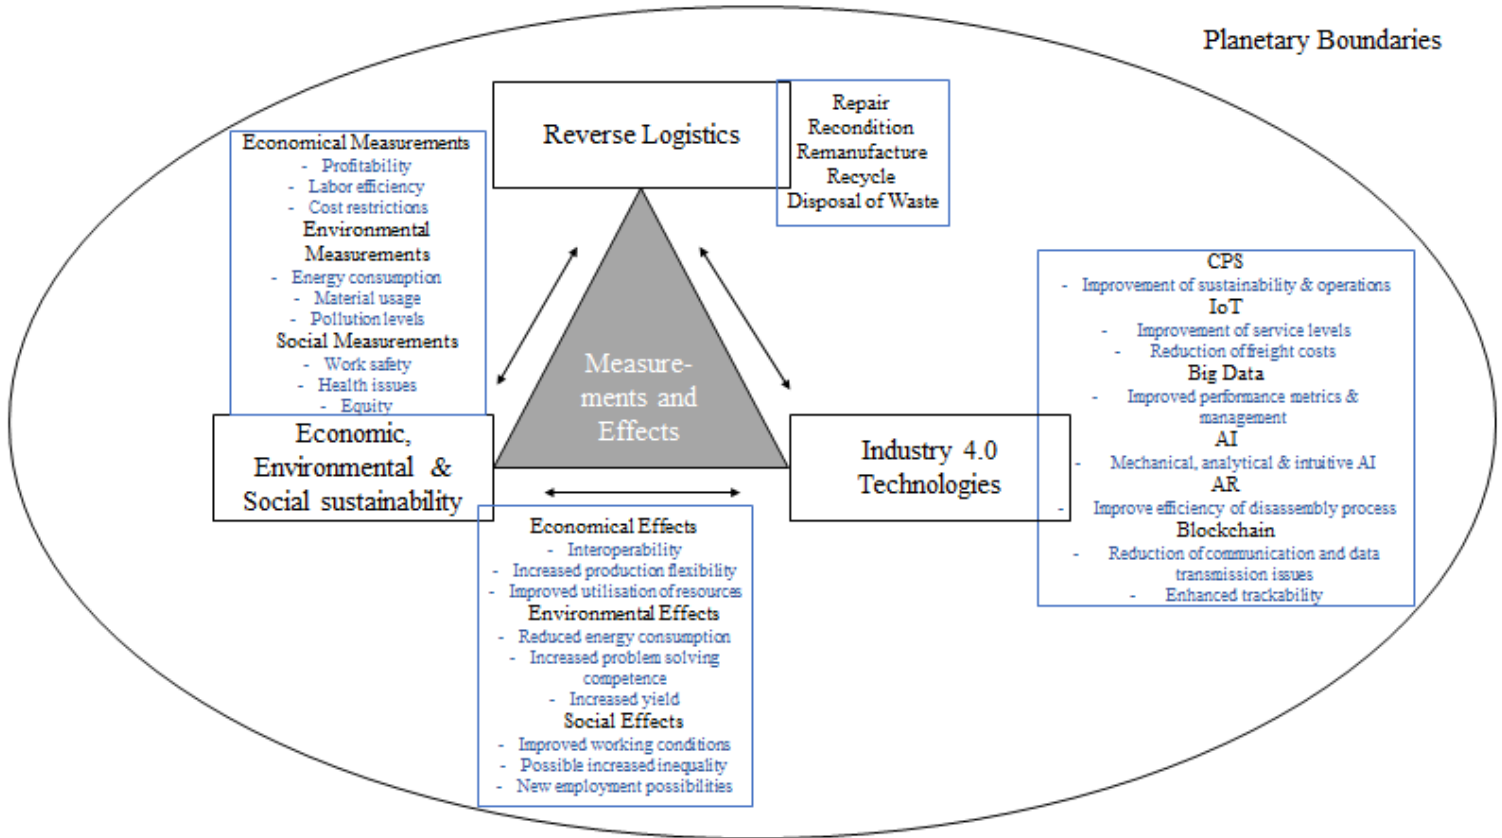 Planetary Boundaries
Reverse Logistics
Repair
Recondition
Remanufacture
Recycle
Disposal of Waste
Economical Measurements
- Profitability
- Labor efficiency
- Cost restrictions
Environmental
Measurements
- Energy consumption
- Material usage
- Pollution levels
Social Measurements
- Work safety
- Health issues
- Equity
Economic,
Environmental &
Social sustainability
Measure-
ments and
Effects
Industry 4.0
Technologies
CPS
- Improvement of sustainability & operations
IoT
- Improvement of service levels
- Reduction of freight costs
Big Data
- Improved performance metrics &
management
AI
- Mechanical, analytical & intuitive AI
AR
- Improve efficiency of disassembly process
Blockchain
- Reduction of communication and data
transmission issues
- Enhanced trackability
Economical Effects
- Interoperability
- Increased production flexibility
- Improved utilisation of resources
Environmental Effects
- Reduced energy consumption
- Increased problem solving
competence
- Increased yield
Social Effects
- Improved working conditions
- Possible increased inequality
- New employment possibilities